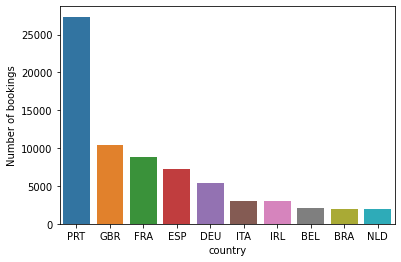 25000
20000
15000
10000
5000
0
Number of bookings
PRT GBR FRA ESP DEU ITA IRL BEL BRA NLD
country